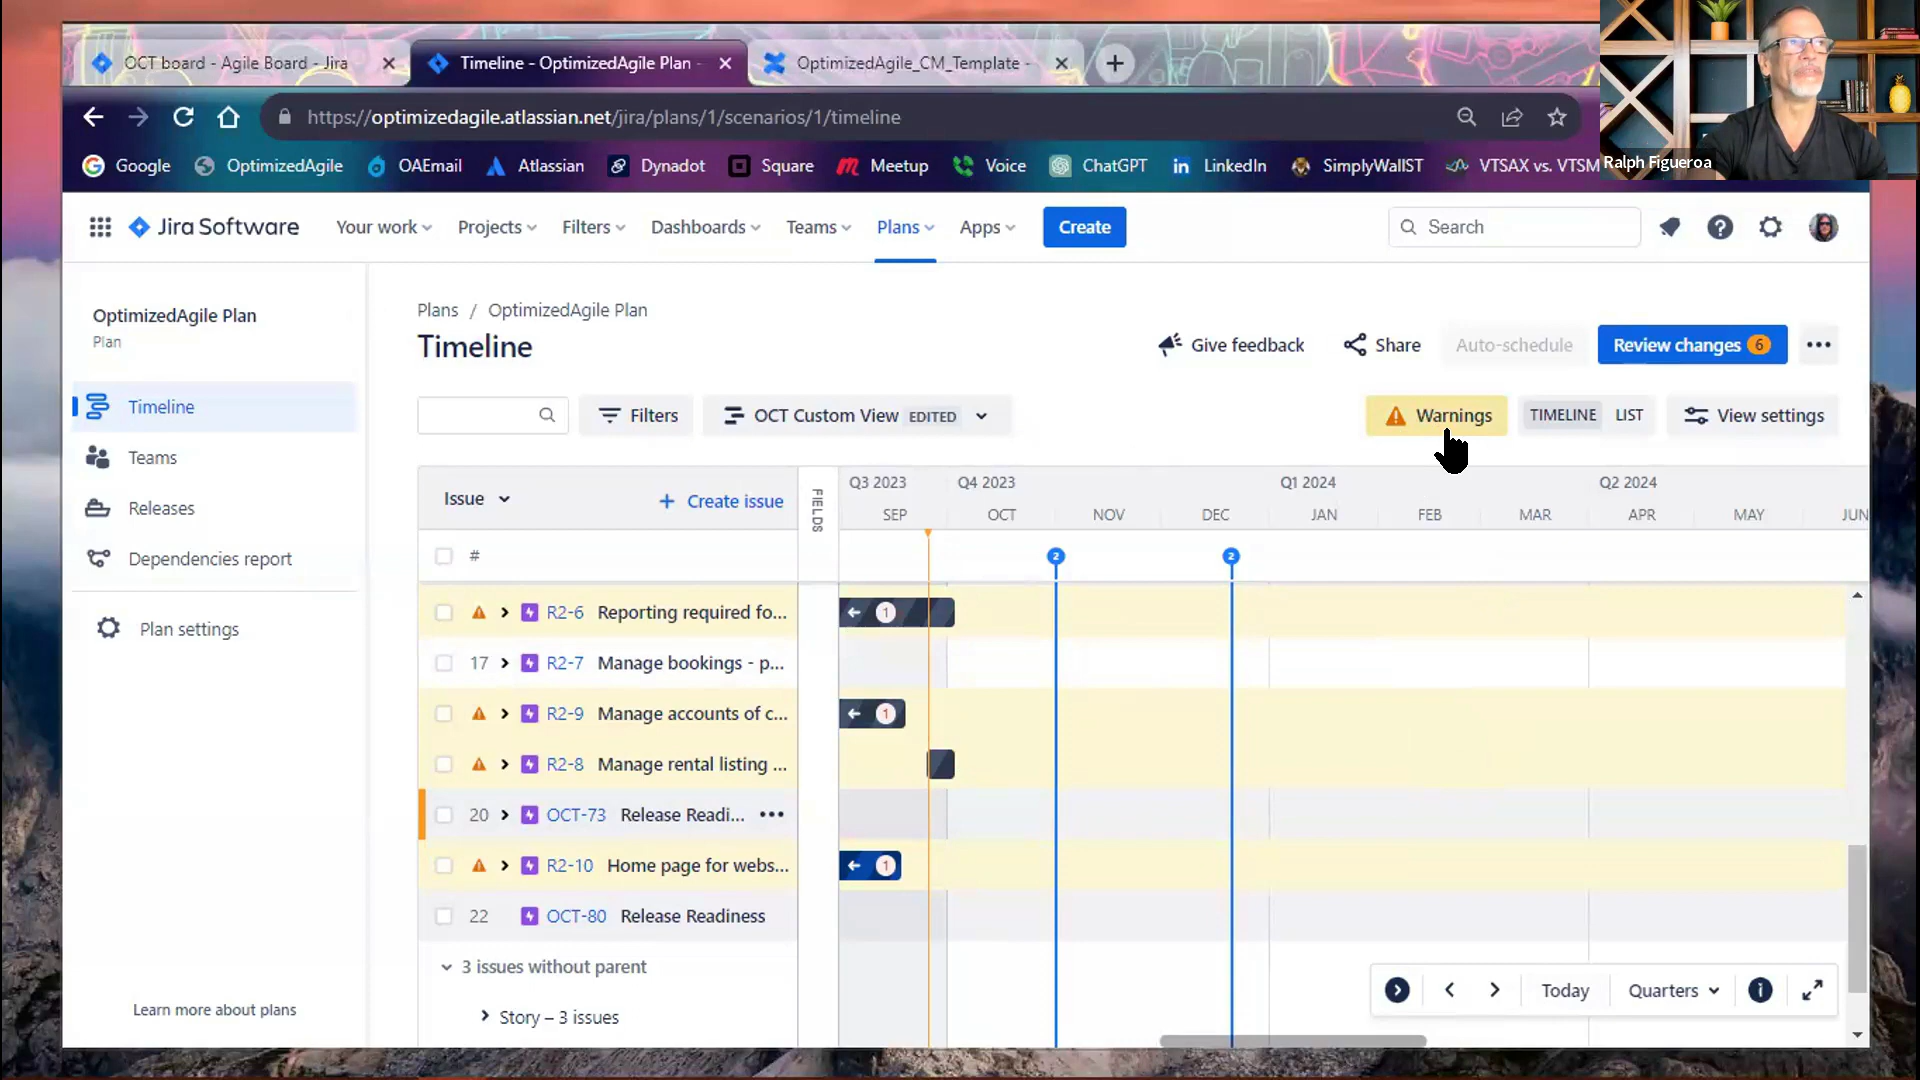 OCT board - Agile Board - Jira
Timeline - OptimizedAgile Plan -
OptimizedAgile_CM_Template -
https://optimizedagile.atlassian.net/jira/plans/1/scenarios/1/timeline
Google
OptimizedAgile
OAEmail
Atlassian
Dynadot
Square
Meetup
Voice
ChatGPT
LinkedIn
SimplyWallST
VTSAX vs. VTSM
Ralph Figueroa
Jira Software
Your work
Projects
Filters
Dashboards
Teams
Plans
Apps
Create
Search
OptimizedAgile Plan
Plan
Timeline
Teams
Releases
Dependencies report
Plan settings
Learn more about plans
Plans / OptimizedAgile Plan
Timeline
Give feedback
Share
Auto-schedule
Review changes 6
Filters
OCT Custom View EDITED
Warnings
TIMELINE
LIST
View settings
Issue
+ Create issue
FIELDS
Q3 2023
Q4 2023
Q1 2024
Q2 2024
SEP
OCT
NOV
DEC
JAN
FEB
MAR
APR
MAY
JUN
#
2
2
R2-6 Reporting required fo...
1
17 R2-7 Manage bookings - p...
R2-9 Manage accounts of c...
1
R2-8 Manage rental listing ...
20 OCT-73 Release Readi...
R2-10 Home page for webs...
1
22 OCT-80 Release Readiness
3 issues without parent
Story – 3 issues
Today
Quarters